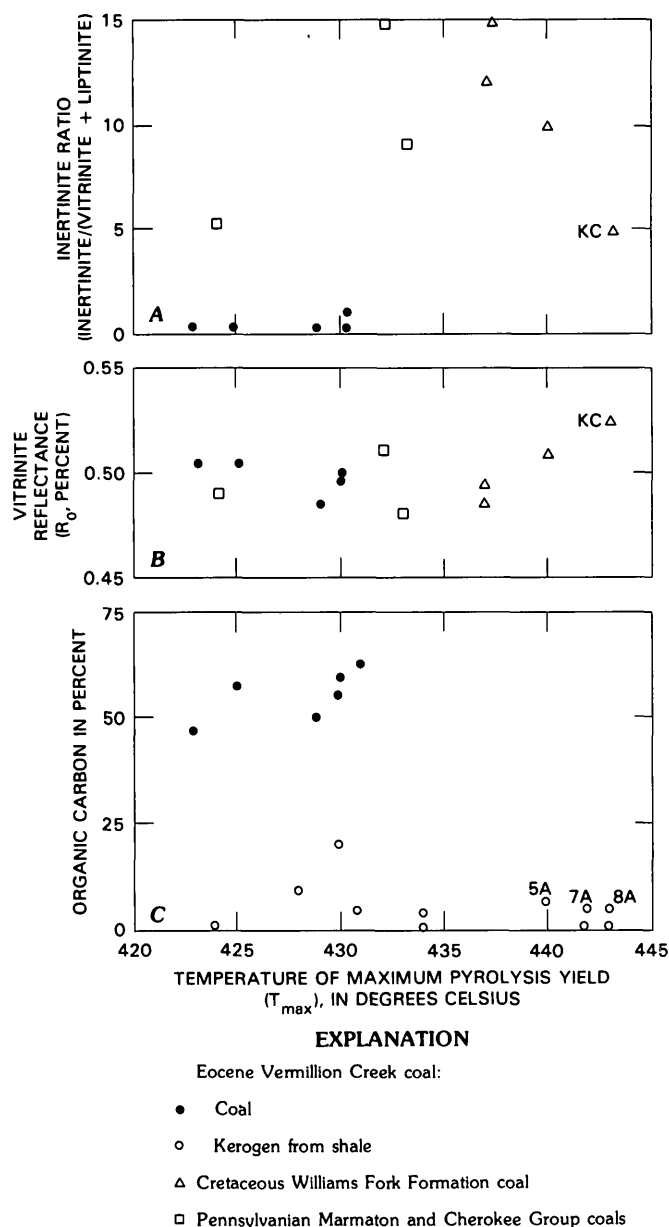 INERTINITE RATIO
(INERTINITE/(VITRINITE + LIPTINITE)
15
10
5
0
KC
A
VITRINITE
REFLECTANCE
(R₀, PERCENT)
0.55
0.50
0.45
KC
B
ORGANIC CARBON IN PERCENT
75
50
25
0
5A 7A 8A
C
420 425 430 435 440 445
TEMPERATURE OF MAXIMUM PYROLYSIS YIELD
(Tmax), IN DEGREES CELSIUS
EXPLANATION
Eocene Vermillion Creek coal:
Coal
Kerogen from shale
Cretaceous Williams Fork Formation coal
Pennsylvanian Marmaton and Cherokee Group coals